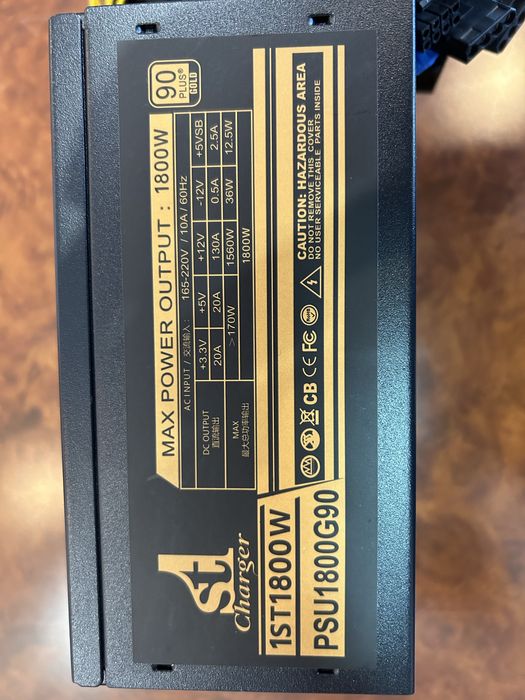 90
PLUS®
GOLD
MAX POWER OUTPUT : 1800W
AC INPUT / 交流输入: 165-220V / 10A / 60Hz
DC OUTPUT 直流输出 +3.3V +5V +12V -12V +5VSB
20A 20A 130A 0.5A 2.5A
MAX 最大总功率输出 >170W 1560W 36W 12.5W
1800W
1st
Charger
1ST1800W
PSU1800G90
CB CE FC
CAUTION: HAZARDOUS AREA
DO NOT REMOVE THIS COVER
NO USER SERVICEABLE PARTS INSIDE